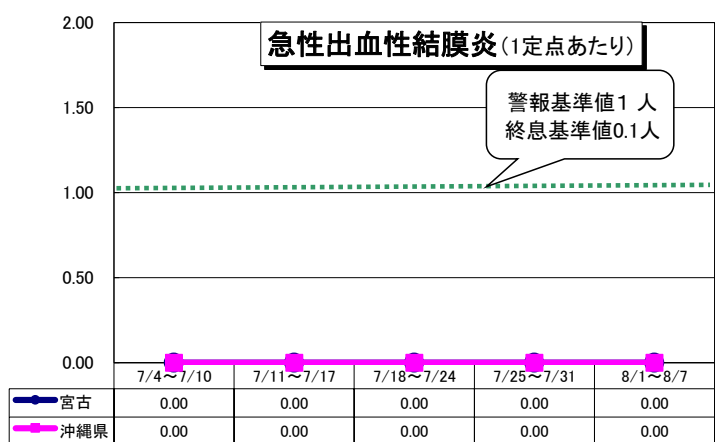 2.00
急性出血性結膜炎(1定点あたり)
1.50
警報基準値1 人
終息基準値0.1人
1.00
0.50
0.00
7/4～7/10 7/11～7/17 7/18～7/24 7/25～7/31 8/1～8/7
宮古 0.00 0.00 0.00 0.00 0.00
沖縄県 0.00 0.00 0.00 0.00 0.00